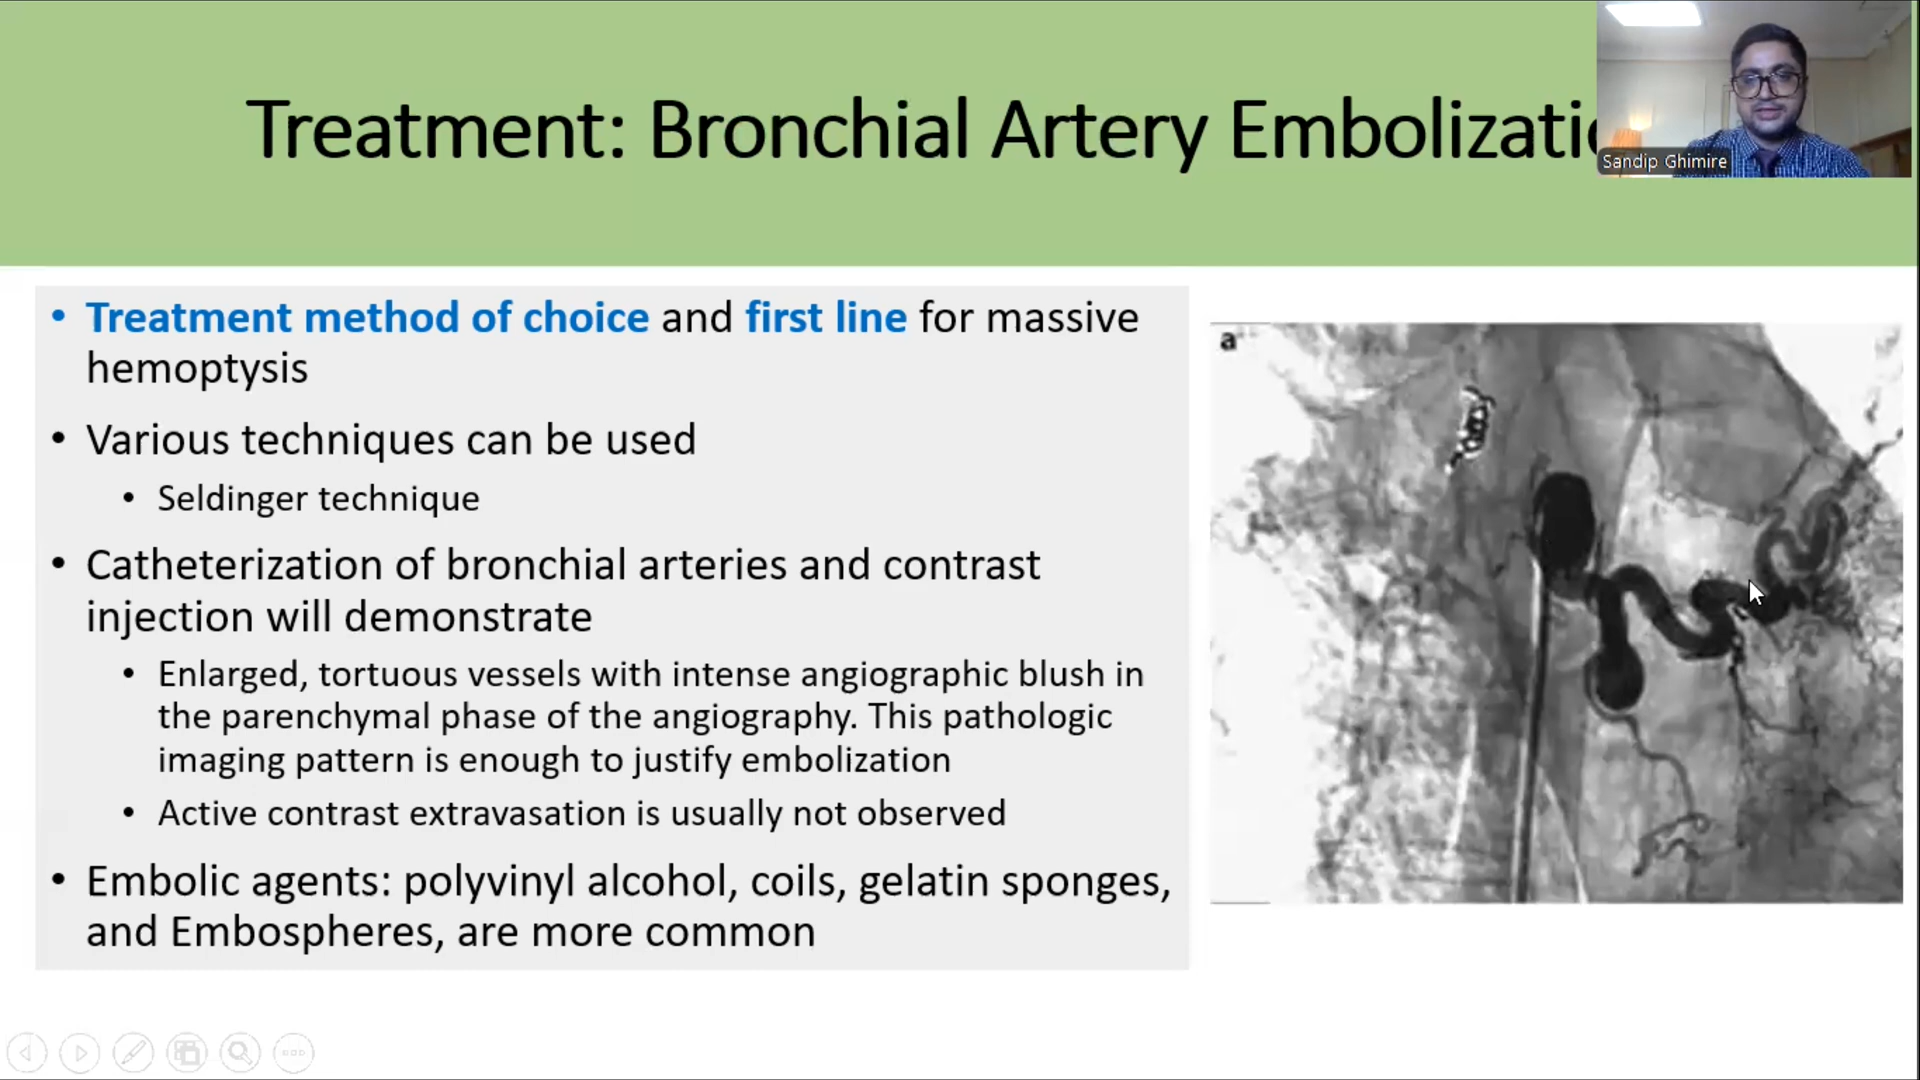 Treatment: Bronchial Artery Embolizatio
Sandip Ghimire
• Treatment method of choice and first line for massive
hemoptysis
• Various techniques can be used
• Seldinger technique
• Catheterization of bronchial arteries and contrast
injection will demonstrate
• Enlarged, tortuous vessels with intense angiographic blush in
the parenchymal phase of the angiography. This pathologic
imaging pattern is enough to justify embolization
• Active contrast extravasation is usually not observed
• Embolic agents: polyvinyl alcohol, coils, gelatin sponges,
and Embospheres, are more common
a